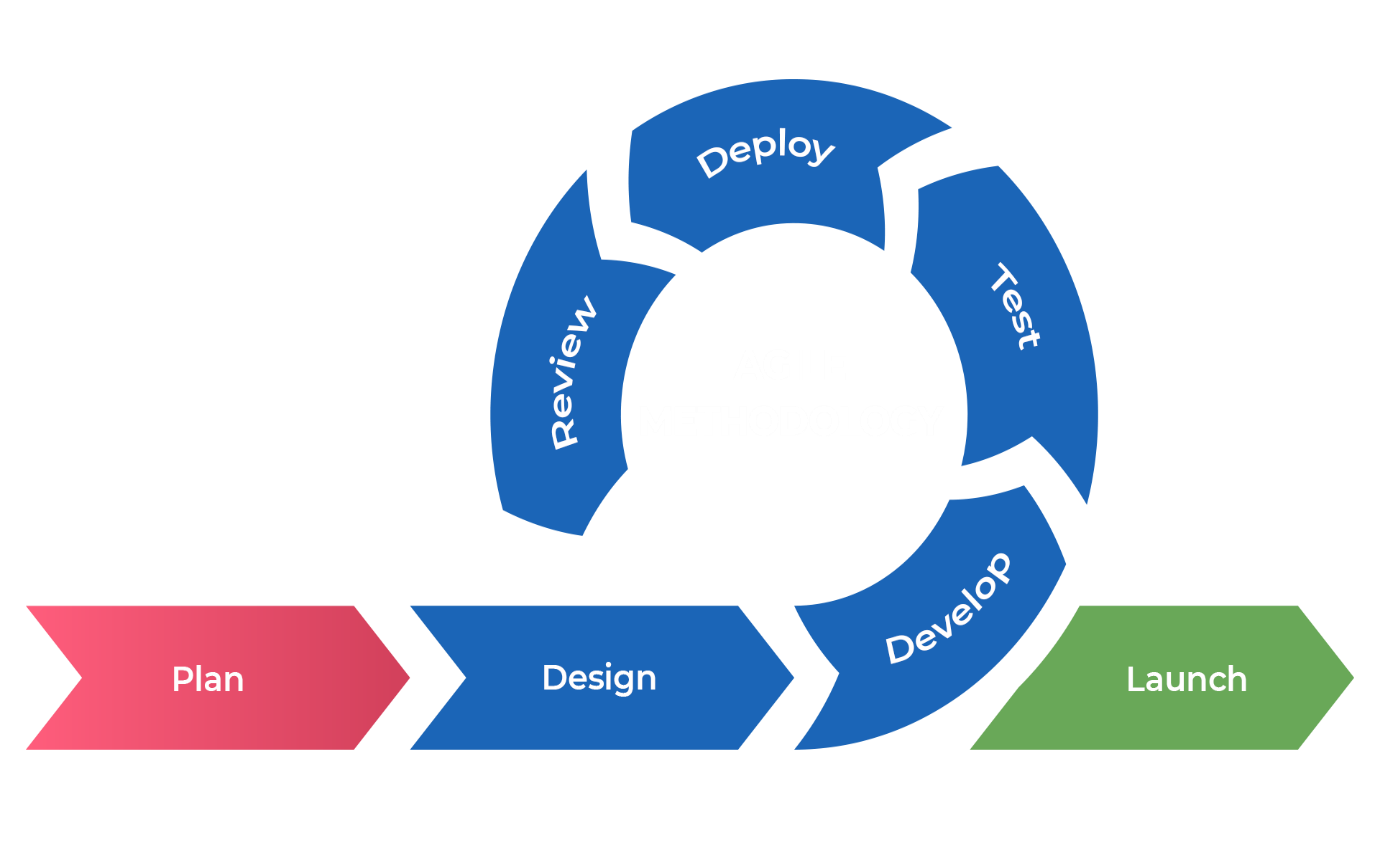 Plan
Design
Develop
Test
Deploy
Review
Launch